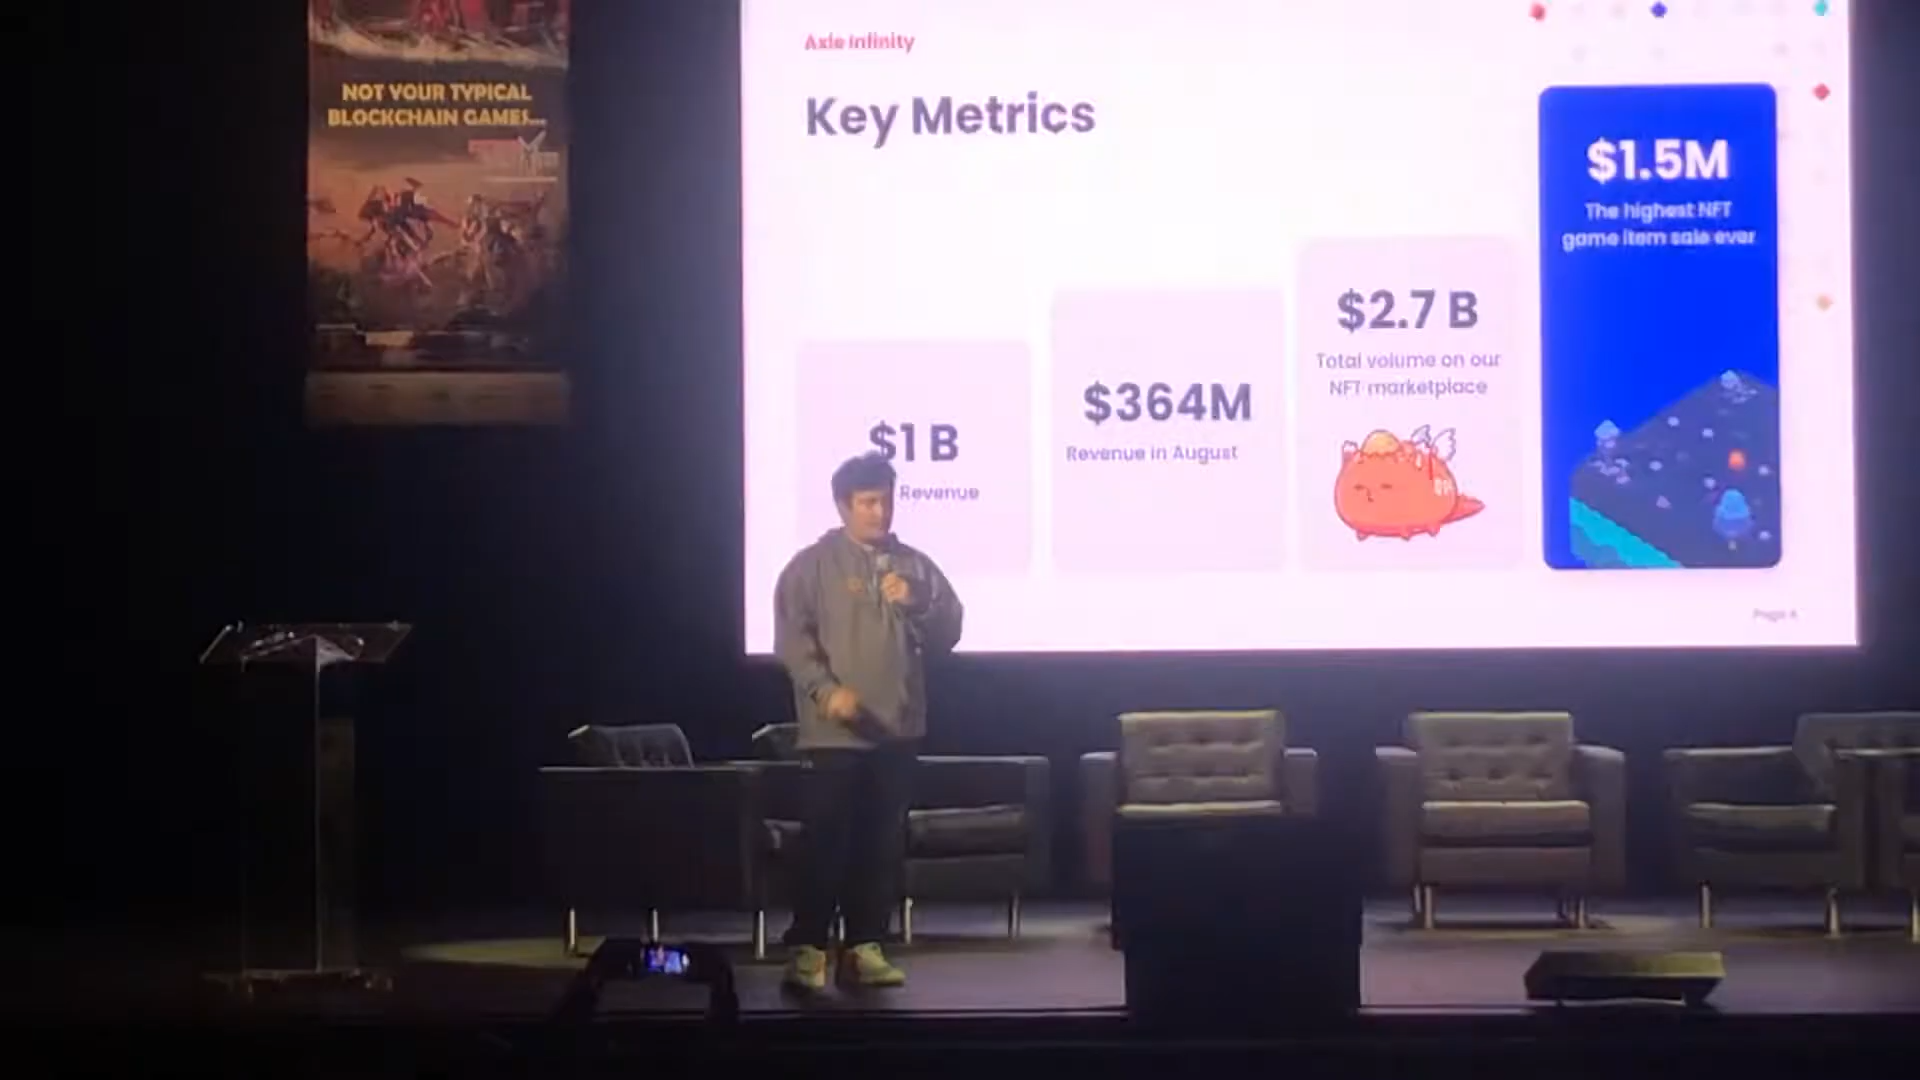 NOT YOUR TYPICAL
BLOCKCHAIN GAMES...
Axie Infinity
Key Metrics
$1 B
Revenue
$364M
Revenue in August
$2.7 B
Total volume on our
NFT marketplace
$1.5M
The highest NFT
game item sale ever
Page